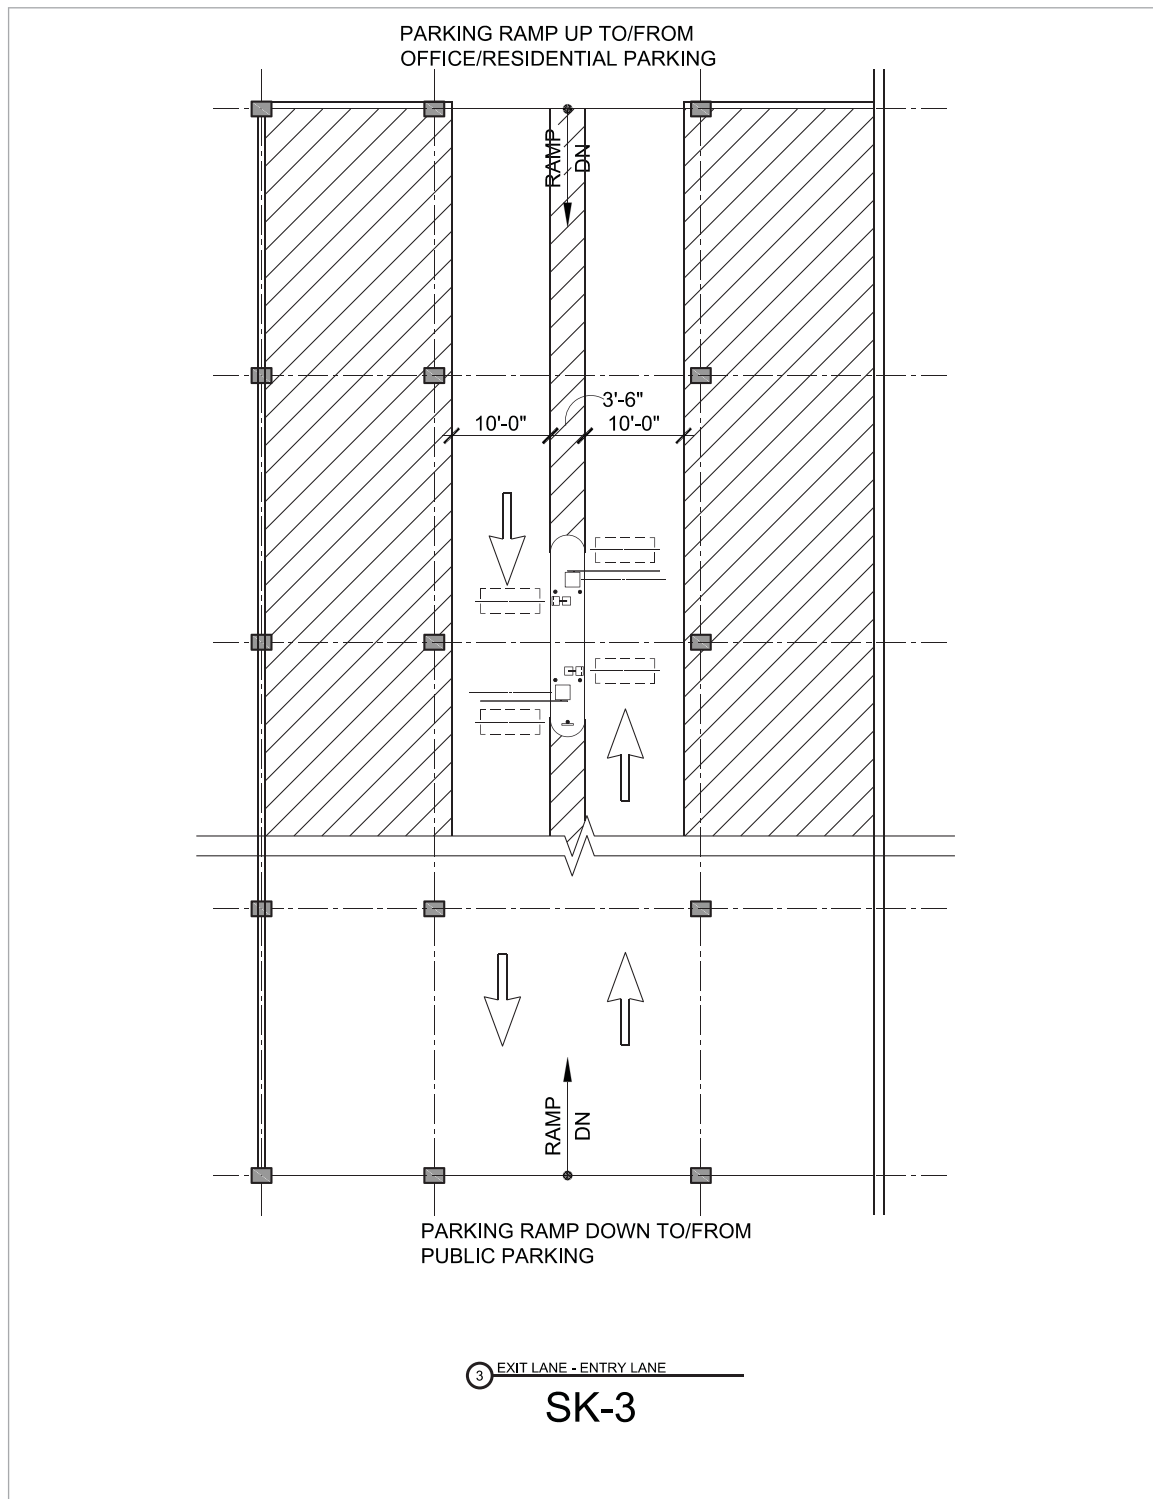 PARKING RAMP UP TO/FROM
OFFICE/RESIDENTIAL PARKING
RAMP
DN
3'-6"
10'-0"
10'-0"
RAMP
DN
PARKING RAMP DOWN TO/FROM
PUBLIC PARKING
3
EXIT LANE - ENTRY LANE
SK-3